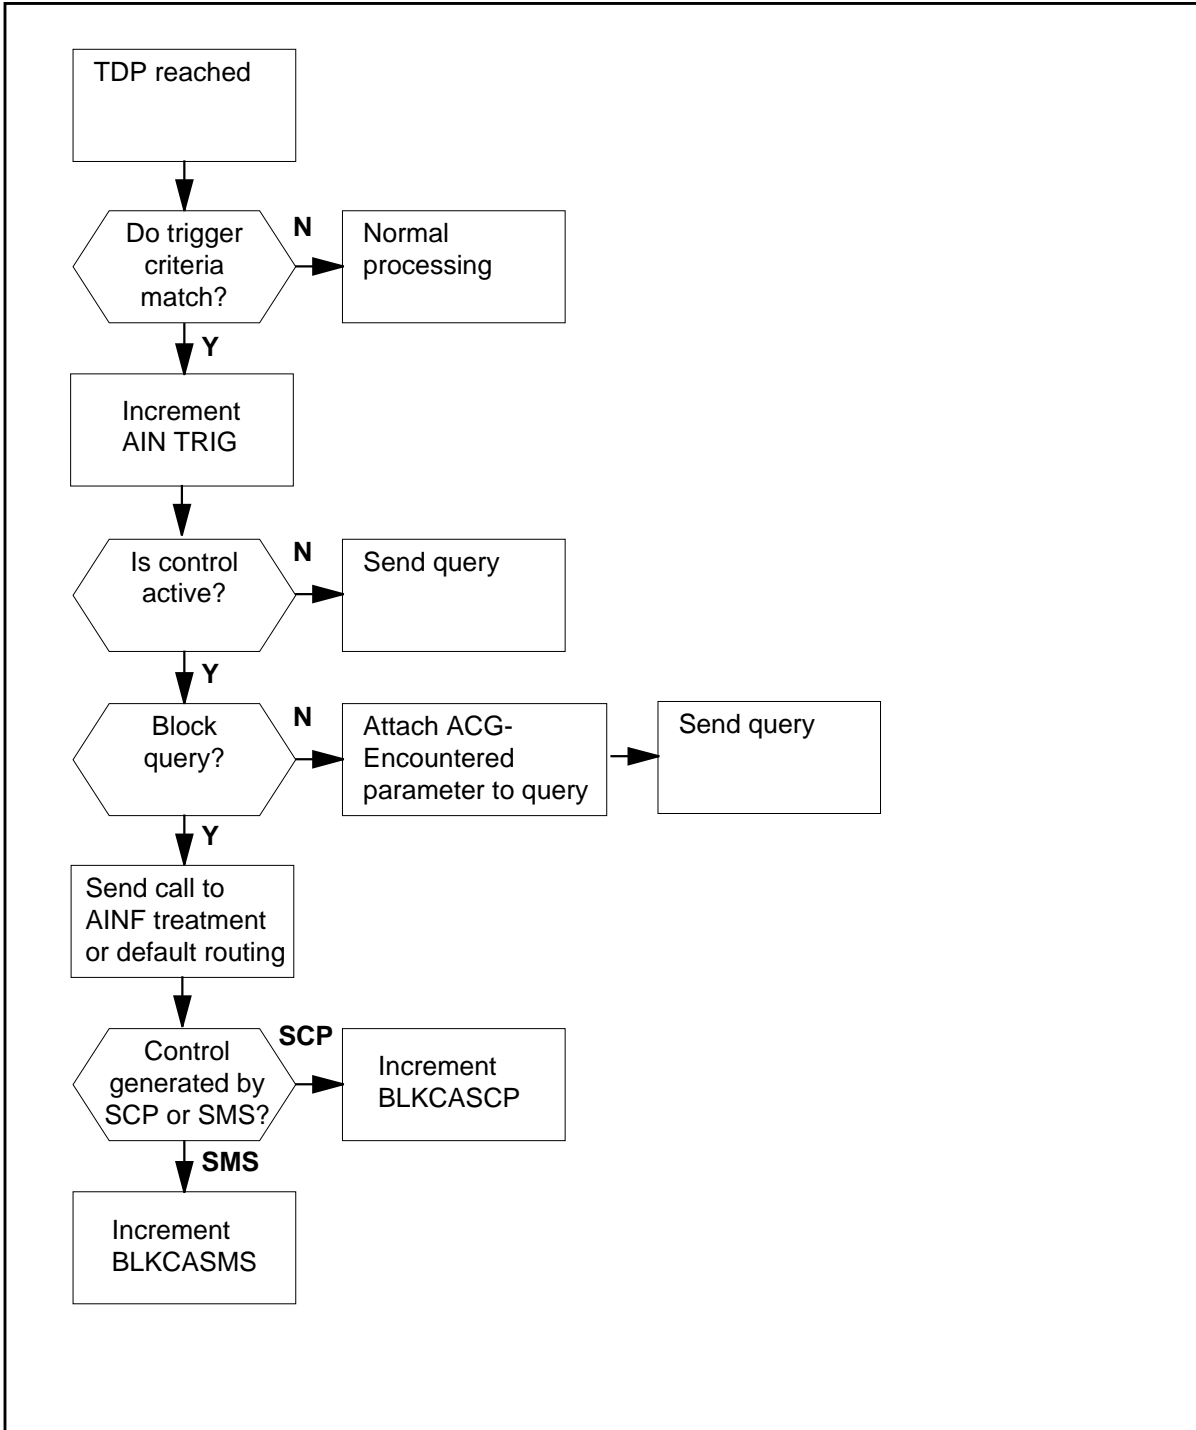 TDP reached
Do trigger
criteria
match?
N
Normal
processing
Y
Increment
AIN TRIG
Is control
active?
N
Send query
Y
Block
query?
N
Attach ACG-
Encountered
parameter to query
Send query
Y
Send call to
AINF treatment
or default routing
Control
generated by
SCP or SMS?
SCP
Increment
BLKCASCP
SMS
Increment
BLKCASMS